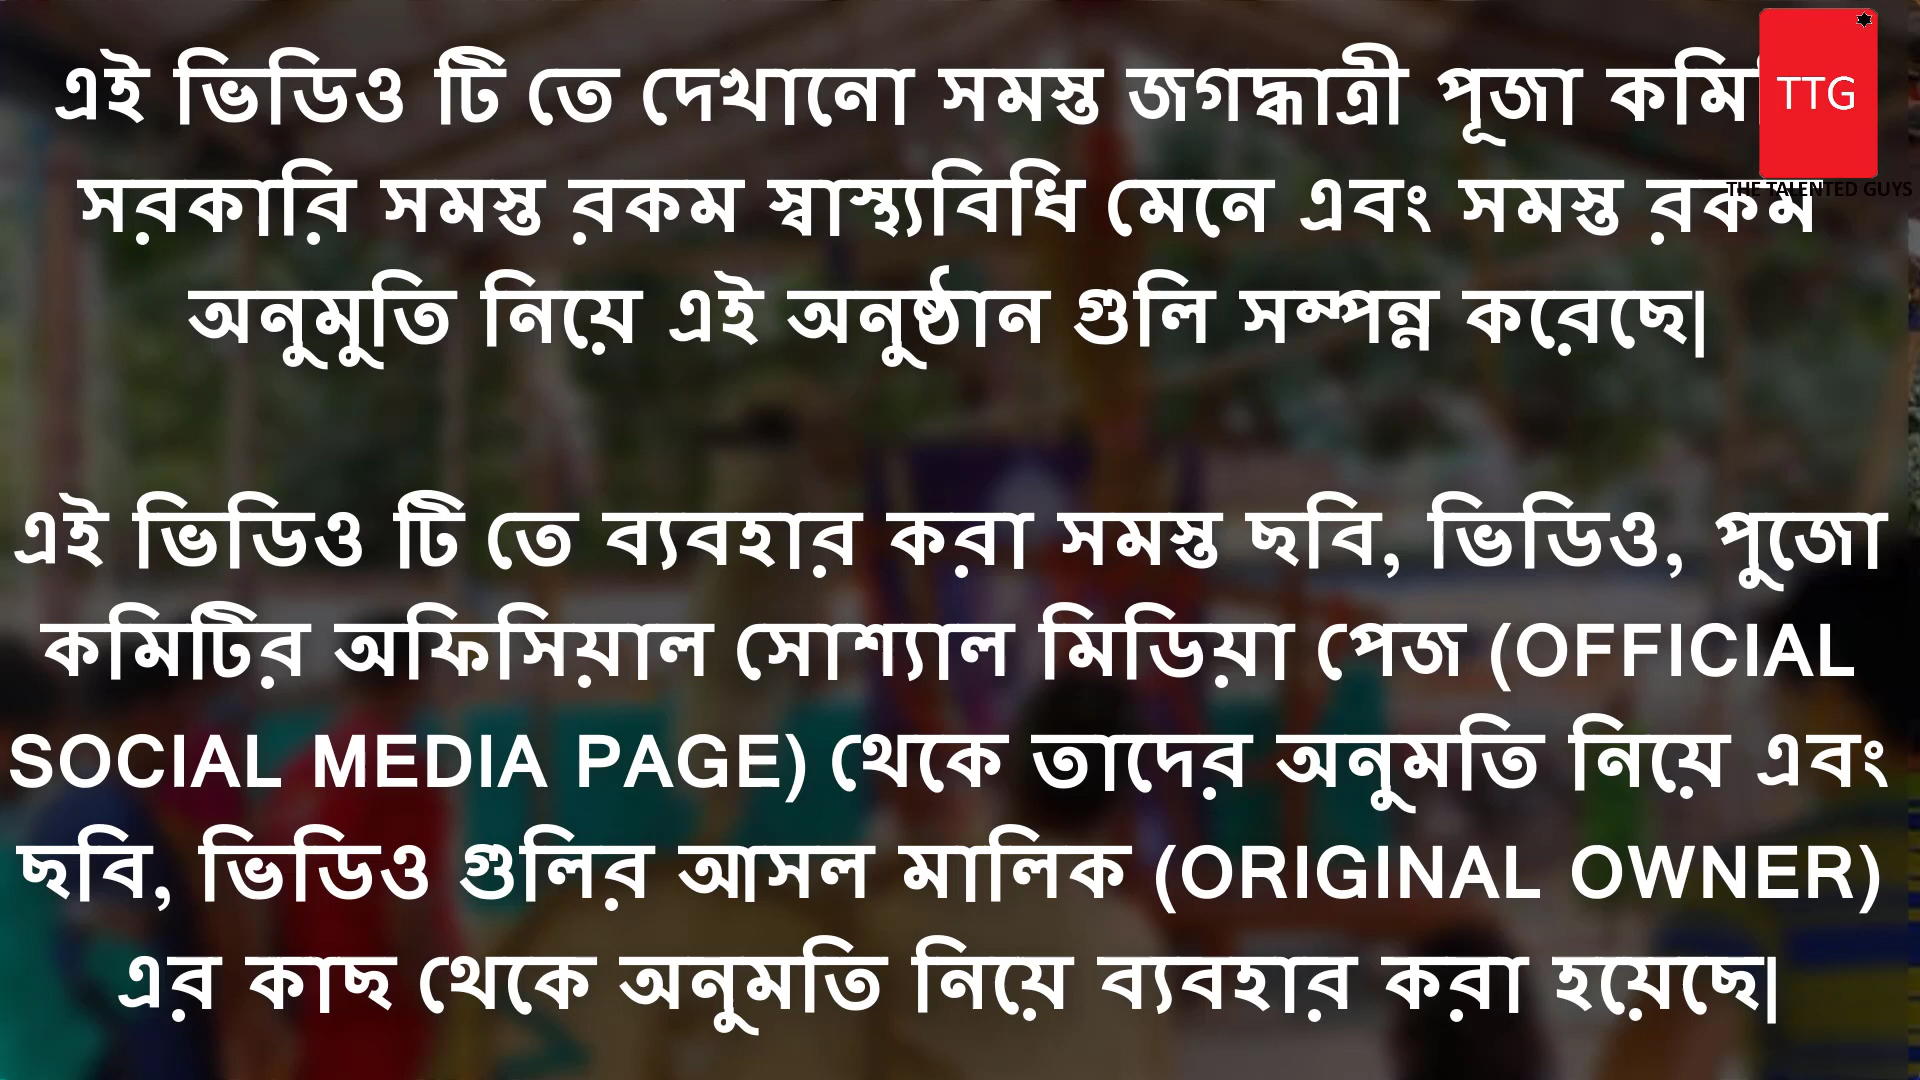 এই ভিডিও টি তে দেখানো সমস্ত জগদ্ধাত্রী পূজা
TTG
THE TALENTED GUYS
সরকারি সমস্ত রকম স্বাস্থ্যবিধি মেনে এবং সমস্ত রকম
অনুমুতি নিয়ে এই অনুষ্ঠান গুলি সম্পন্ন করেছে|
এই ভিডিও টি তে ব্যবহার করা সমস্ত ছবি, ভিডিও, পুজো
কমিটির অফিসিয়াল সোশ্যাল মিডিয়া পেজ (OFFICIAL
SOCIAL MEDIA PAGE) থেকে তাদের অনুমতি নিয়ে এবং
ছবি, ভিডিও গুলির আসল মালিক (ORIGINAL OWNER)
এর কাছ থেকে অনুমতি নিয়ে ব্যবহার করা হয়েছে|